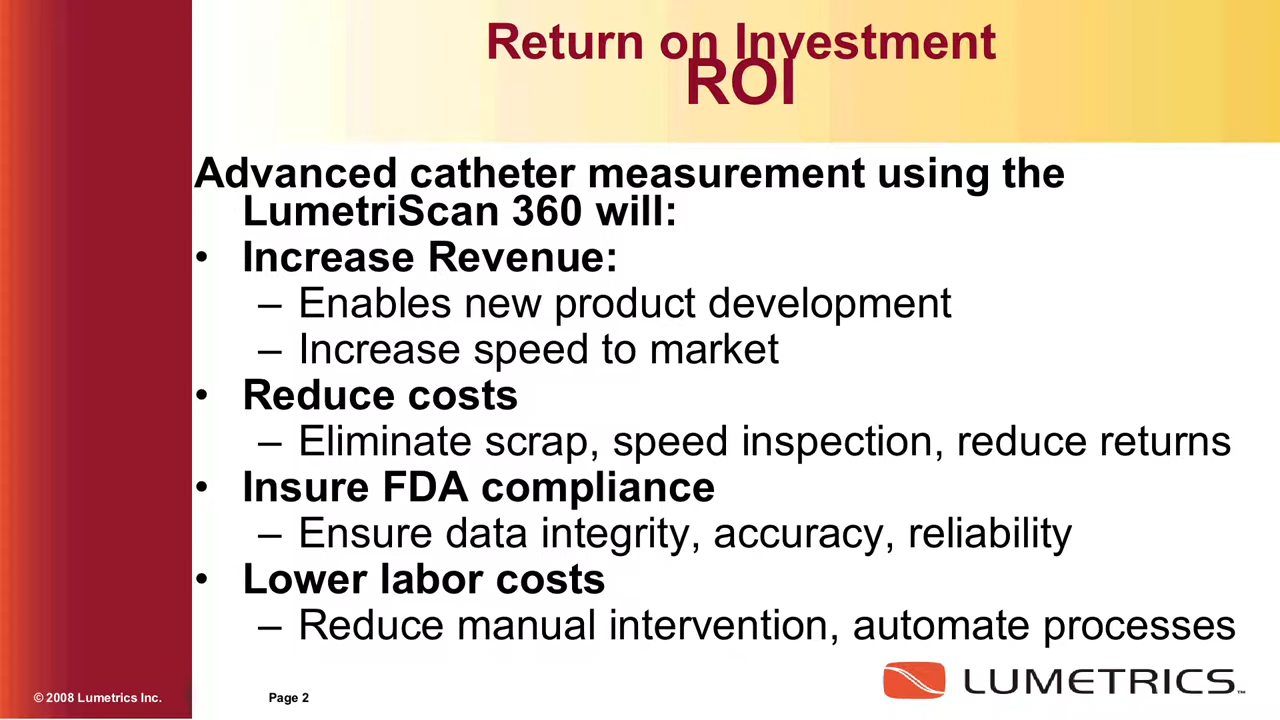 Return on Investment
ROI
Advanced catheter measurement using the
LumetriScan 360 will:
• Increase Revenue:
– Enables new product development
– Increase speed to market
• Reduce costs
– Eliminate scrap, speed inspection, reduce returns
• Insure FDA compliance
– Ensure data integrity, accuracy, reliability
• Lower labor costs
– Reduce manual intervention, automate processes
© 2008 Lumetrics Inc.
Page 2
LUMETRICS™